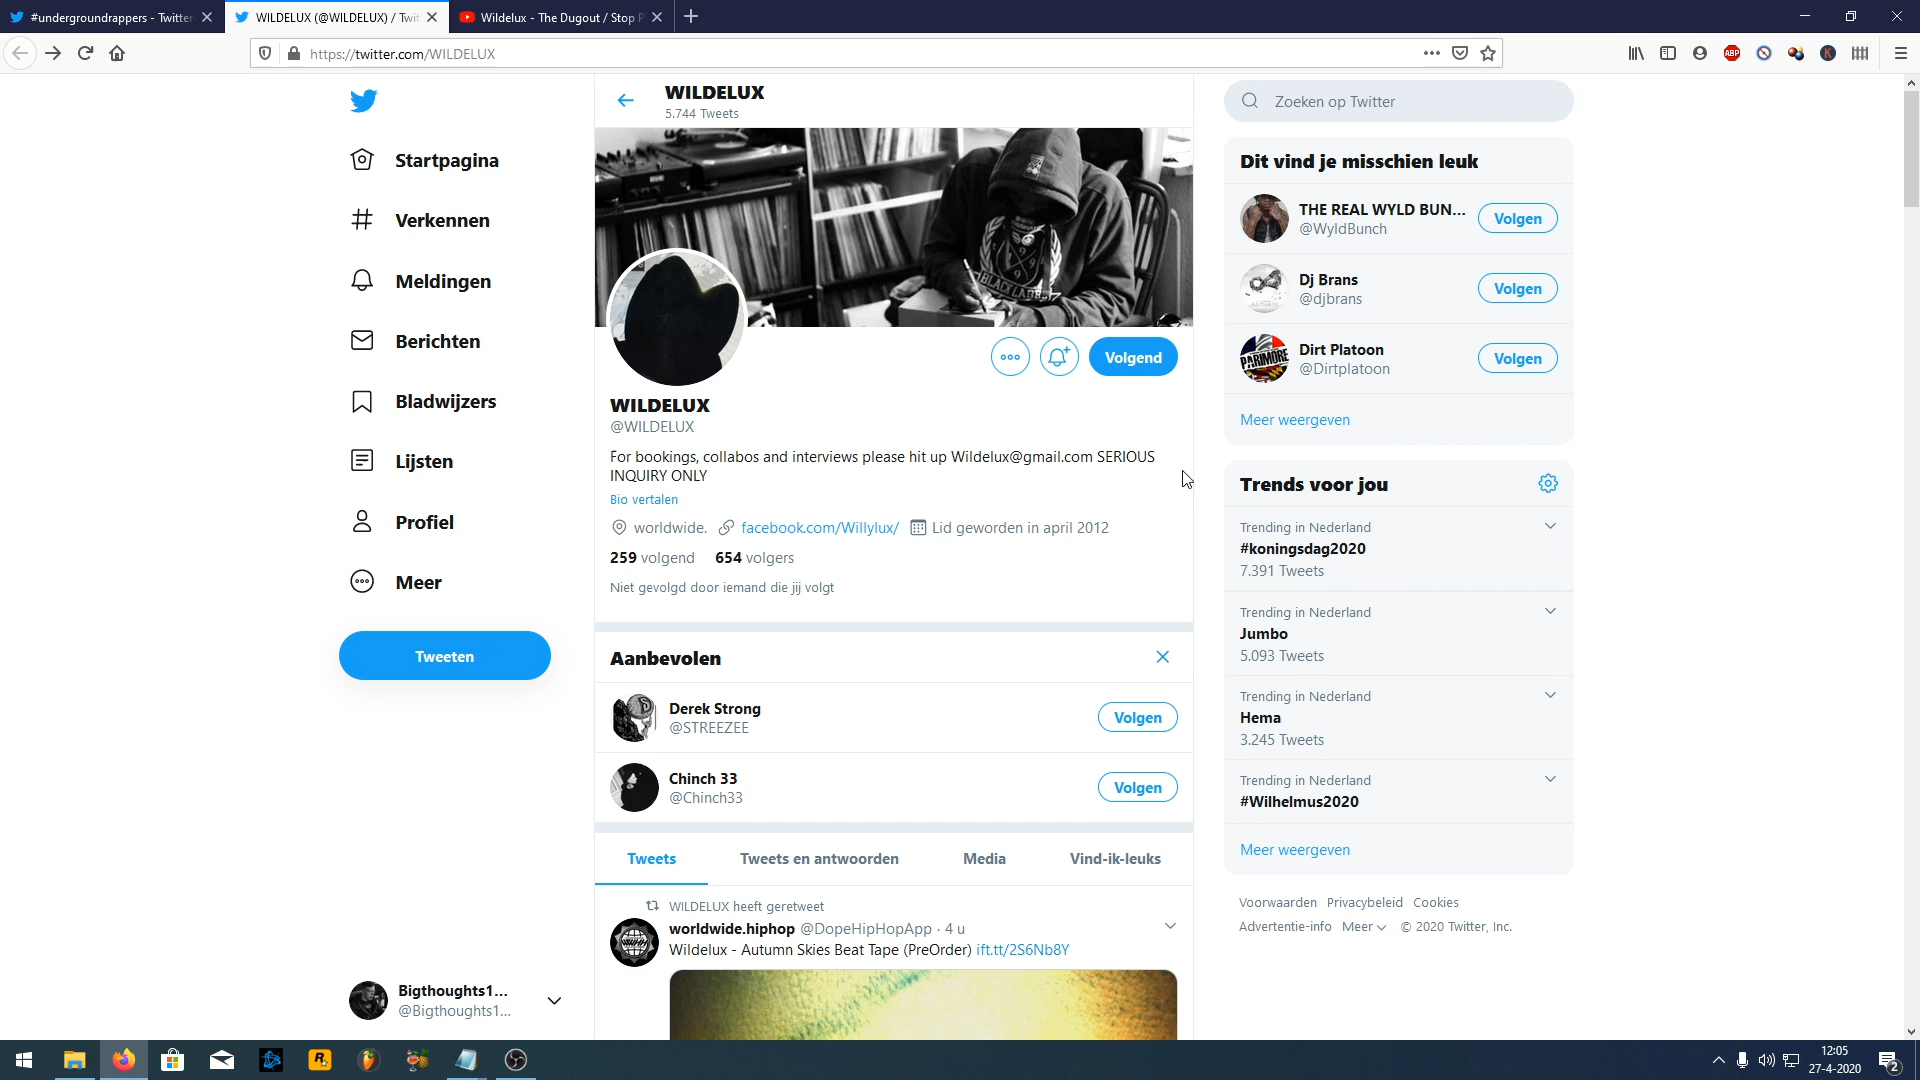 #undergroundrappers - Twitter
WILDELUX (@WILDELUX) / Twit
Wildelux - The Dugout / Stop P
https://twitter.com/WILDELUX
ABP
K
Startpagina
Verkennen
Meldingen
Berichten
Bladwijzers
Lijsten
Profiel
Meer
Tweeten
Bigthoughts1...
@Bigthoughts1...
WILDELUX
5.744 Tweets
BLACK LABEL
Volgend
WILDELUX
@WILDELUX
For bookings, collabos and interviews please hit up Wildelux@gmail.com SERIOUS
INQUIRY ONLY
Bio vertalen
worldwide. facebook.com/Willylux/ Lid geworden in april 2012
259 volgend 654 volgers
Niet gevolgd door iemand die jij volgt
Aanbevolen
Derek Strong
@STREEZEE
Volgen
Chinch 33
@Chinch33
Volgen
Tweets Tweets en antwoorden Media Vind-ik-leuks
WILDELUX heeft geretweet
worldwide.hiphop @DopeHipHopApp · 4 u
Wildelux - Autumn Skies Beat Tape (PreOrder) ift.tt/2S6Nb8Y
Zoeken op Twitter
Dit vind je misschien leuk
THE REAL WYLD BUN...
@WyldBunch
Volgen
Dj Brans
@djbrans
Volgen
PARIMORE
Dirt Platoon
@Dirtplatoon
Volgen
Meer weergeven
Trends voor jou
Trending in Nederland
#koningsdag2020
7.391 Tweets
Trending in Nederland
Jumbo
5.093 Tweets
Trending in Nederland
Hema
3.245 Tweets
Trending in Nederland
#Wilhelmus2020
Meer weergeven
Voorwaarden Privacybeleid Cookies
Advertentie-info Meer © 2020 Twitter, Inc.
R
12:05
27-4-2020
2